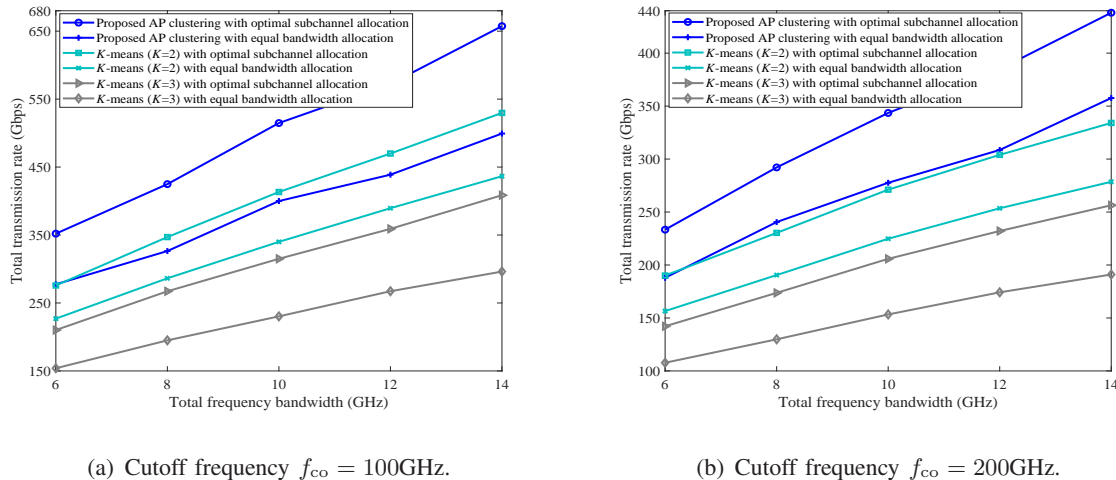 680
650
550
450
350
250
150
Total transmission rate (Gbps)
Proposed AP clustering with optimal subchannel allocation
Proposed AP clustering with equal bandwidth allocation
K-means (K=2) with optimal subchannel allocation
K-means (K=2) with equal bandwidth allocation
K-means (K=3) with optimal subchannel allocation
K-means (K=3) with equal bandwidth allocation
6 8 10 12 14
Total frequency bandwidth (GHz)
(a) Cutoff frequency f_co = 100GHz.
440
400
350
300
250
200
150
100
Total transmission rate (Gbps)
Proposed AP clustering with optimal subchannel allocation
Proposed AP clustering with equal bandwidth allocation
K-means (K=2) with optimal subchannel allocation
K-means (K=2) with equal bandwidth allocation
K-means (K=3) with optimal subchannel allocation
K-means (K=3) with equal bandwidth allocation
6 8 10 12 14
Total frequency bandwidth (GHz)
(b) Cutoff frequency f_co = 200GHz.